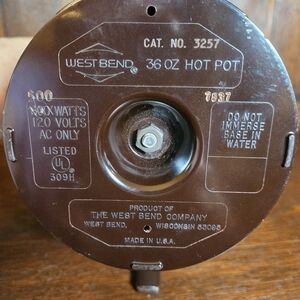 CAT. NO. 3257
WEST BEND
36 OZ HOT POT
600
WATTS
120 VOLTS
AC ONLY
LISTED
UL
309H
7837
DO NOT
IMMERSE
BASE IN
WATER
PRODUCT OF
THE WEST BEND COMPANY
WEST BEND, WISCONSIN 53095
MADE IN U.S.A.